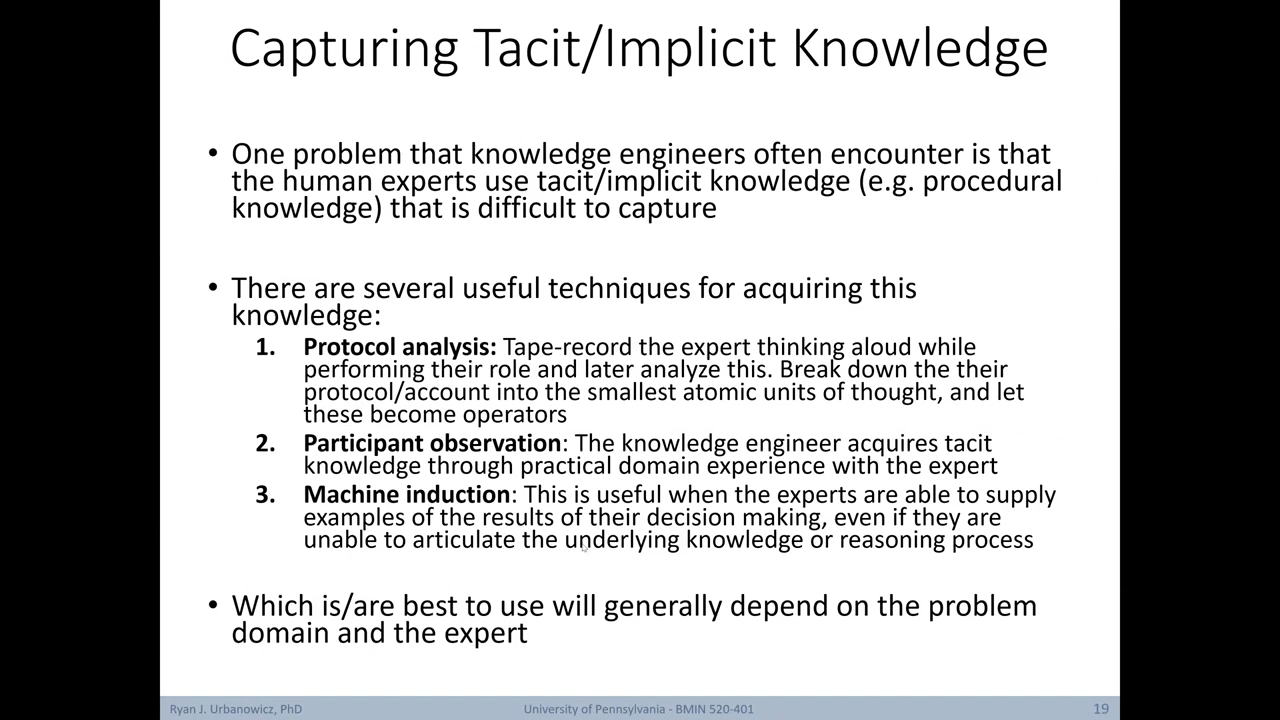 Capturing Tacit/Implicit Knowledge
• One problem that knowledge engineers often encounter is that
the human experts use tacit/implicit knowledge (e.g. procedural
knowledge) that is difficult to capture
• There are several useful techniques for acquiring this
knowledge:
1. Protocol analysis: Tape-record the expert thinking aloud while
performing their role and later analyze this. Break down the their
protocol/account into the smallest atomic units of thought, and let
these become operators
2. Participant observation: The knowledge engineer acquires tacit
knowledge through practical domain experience with the expert
3. Machine induction: This is useful when the experts are able to supply
examples of the results of their decision making, even if they are
unable to articulate the underlying knowledge or reasoning process
• Which is/are best to use will generally depend on the problem
domain and the expert
Ryan J. Urbanowicz, PhD University of Pennsylvania - BMIN 520-401 19